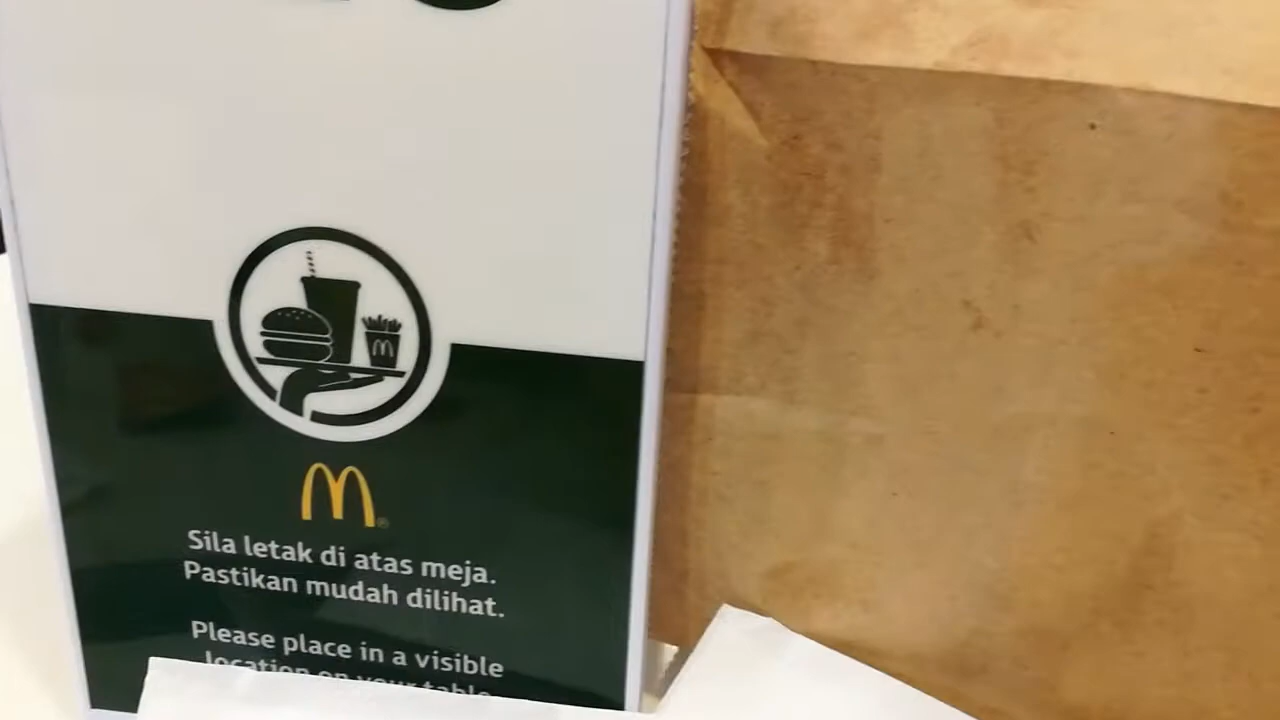 Sila letak di atas meja.
Pastikan mudah dilihat.
Please place in a visible
location on your table